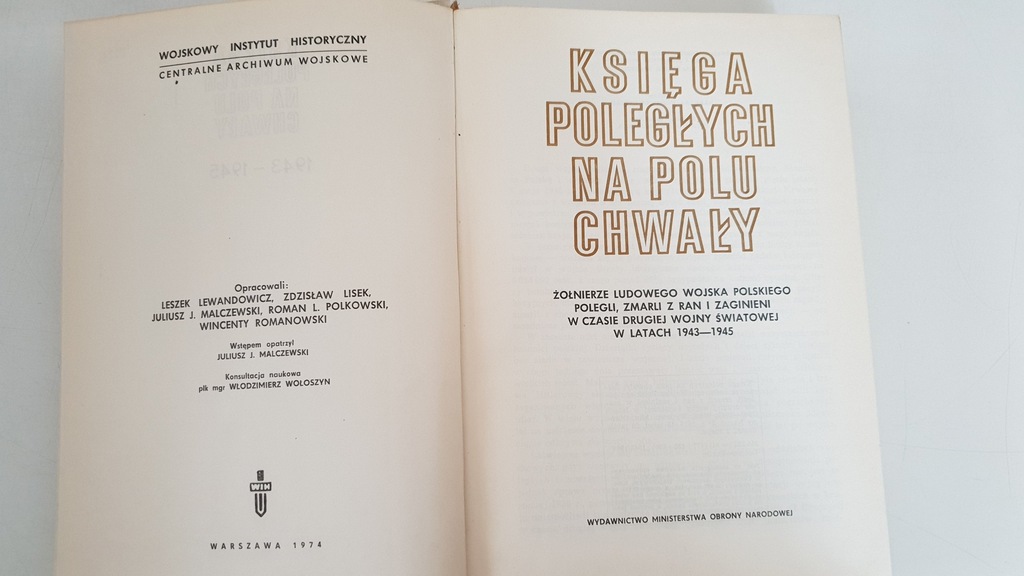 WOJSKOWY INSTYTUT HISTORYCZNY
CENTRALNE ARCHIWUM WOJSKOWE
Opracowali:
LESZEK LEWANDOWICZ, ZDZISŁAW LISEK,
JULIUSZ J. MALCZEWSKI, ROMAN L. POLKOWSKI,
WINCENTY ROMANOWSKI
Wstępem opatrzył
JULIUSZ J. MALCZEWSKI
Konsultacja naukowa
płk mgr WŁODZIMIERZ WOŁOSZYN
WIH
WARSZAWA 1974
KSIĘGA
POLEGŁYCH
NA POLU
CHWAŁY
ŻOŁNIERZE LUDOWEGO WOJSKA POLSKIEGO
POLEGLI, ZMARLI Z RAN I ZAGINIENI
W CZASIE DRUGIEJ WOJNY ŚWIATOWEJ
W LATACH 1943—1945
WYDAWNICTWO MINISTERSTWA OBRONY NARODOWEJ